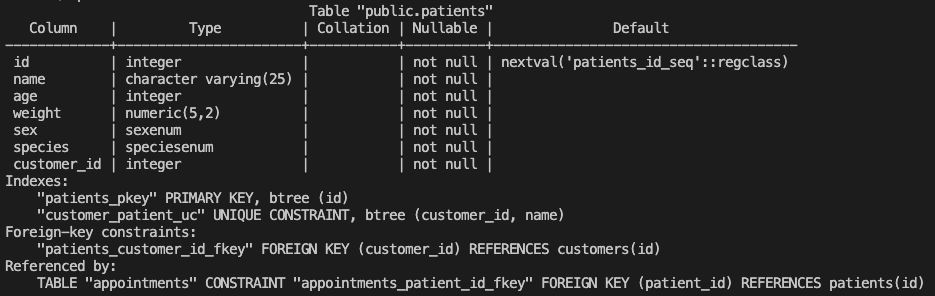 Table "public.patients"
Column | Type | Collation | Nullable | Default
-------------+-----------------------+-----------+----------+--------------------------------------
id | integer | | not null | nextval('patients_id_seq'::regclass)
name | character varying(25) | | not null |
age | integer | | not null |
weight | numeric(5,2) | | not null |
sex | sexenum | | not null |
species | speciesenum | | not null |
customer_id | integer | | not null |
Indexes:
"patients_pkey" PRIMARY KEY, btree (id)
"customer_patient_uc" UNIQUE CONSTRAINT, btree (customer_id, name)
Foreign-key constraints:
"patients_customer_id_fkey" FOREIGN KEY (customer_id) REFERENCES customers(id)
Referenced by:
TABLE "appointments" CONSTRAINT "appointments_patient_id_fkey" FOREIGN KEY (patient_id) REFERENCES patients(id)